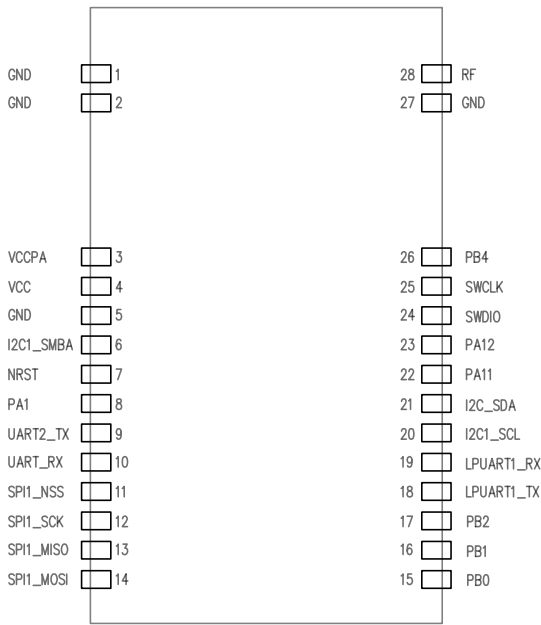 GND 1 28 RF
GND 2 27 GND
VCCPA 3 26 PB4
VCC 4 25 SWCLK
GND 5 24 SWDIO
I2C1_SMBA 6 23 PA12
NRST 7 22 PA11
PA1 8 21 I2C_SDA
UART2_TX 9 20 I2C1_SCL
UART_RX 10 19 LPUART1_RX
SPI1_NSS 11 18 LPUART1_TX
SPI1_SCK 12 17 PB2
SPI1_MISO 13 16 PB1
SPI1_MOSI 14 15 PB0